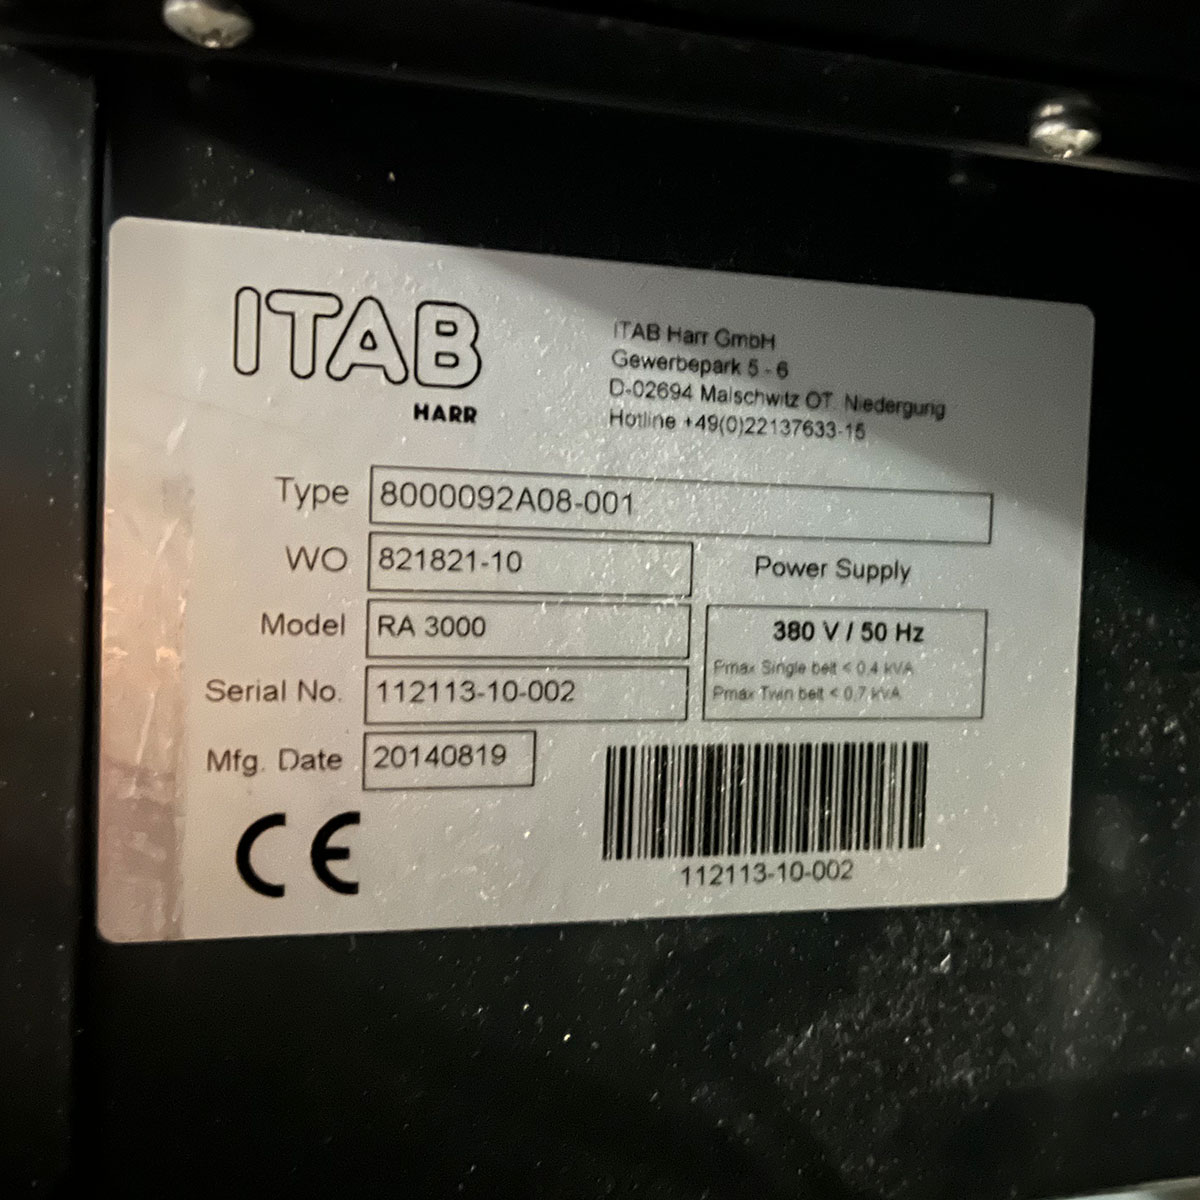 ITAB
HARR
ITAB Harr GmbH
Gewerbepark 5 - 6
D-02694 Malschwitz OT. Niedergung
Hotline +49(0)22137633-15
Type 8000092A08-001
WO 821821-10
Power Supply
Model RA 3000
380 V / 50 Hz
Pmax Single belt < 0,4 kVA
Pmax Twin belt < 0,7 kVA
Serial No. 112113-10-002
Mfg. Date 20140819
CE
112113-10-002